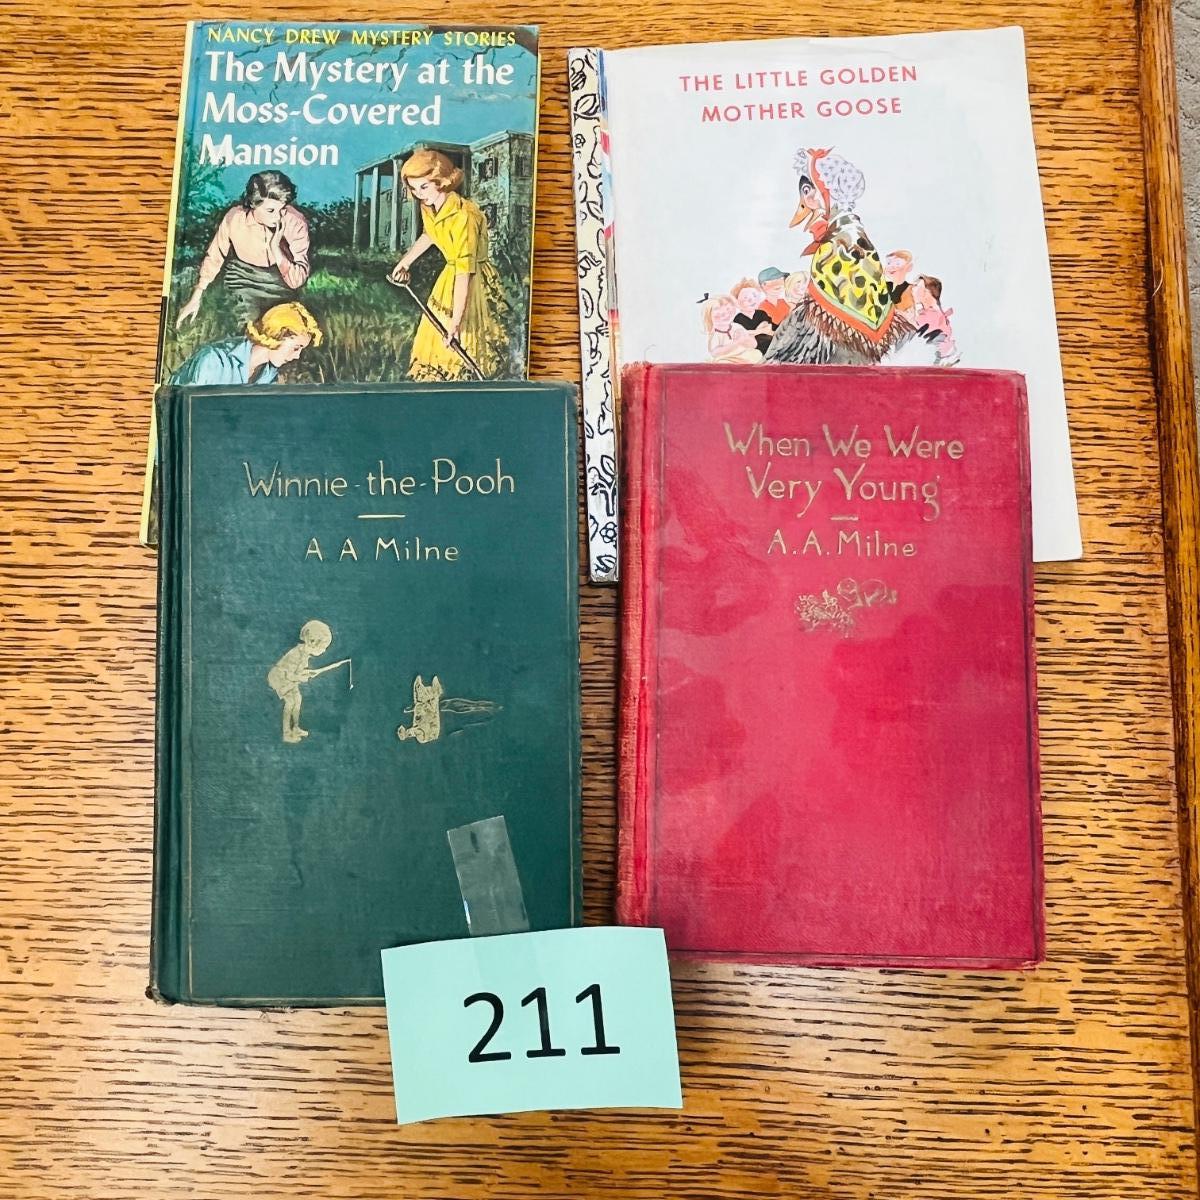 NANCY DREW MYSTERY STORIES
The Mystery at the
Moss-Covered
Mansion
THE LITTLE GOLDEN
MOTHER GOOSE
Winnie-the-Pooh
A A Milne
When We Were
Very Young
A.A. Milne
211